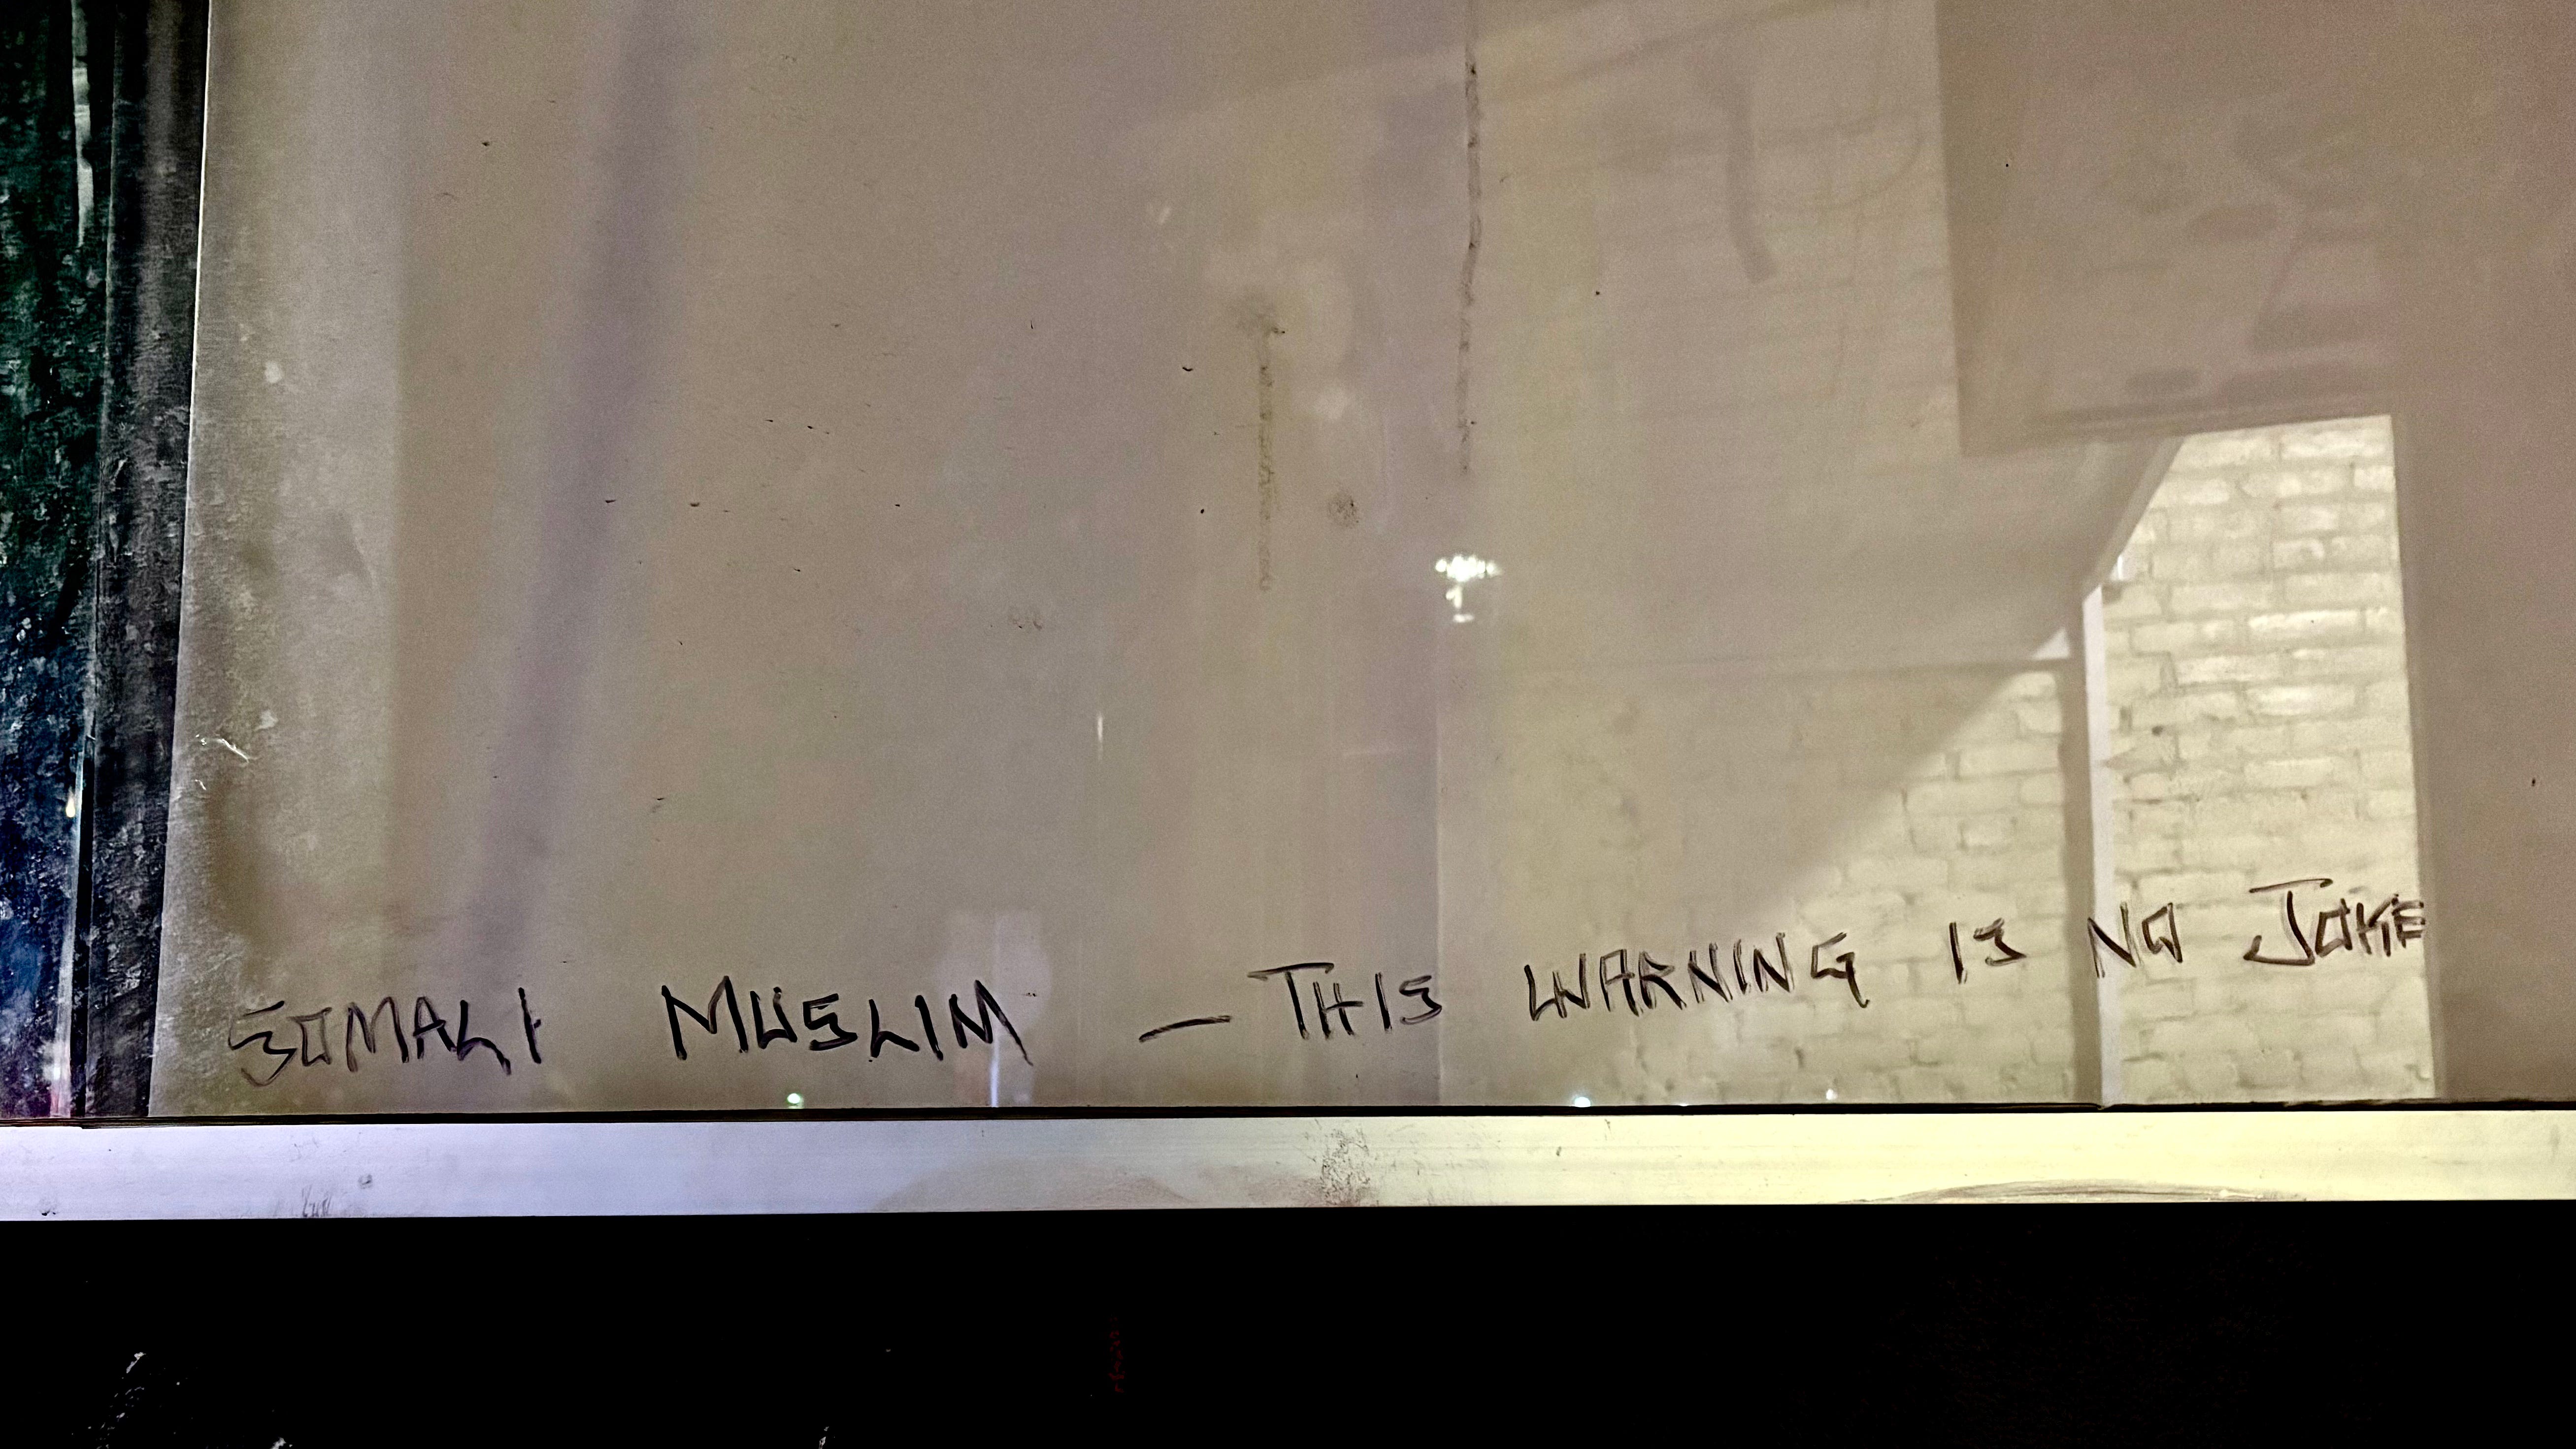 SOMALI MUSLIM – THIS WARNING IS NO JOKE